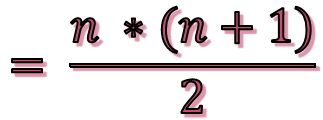 = n * (n + 1) / 2